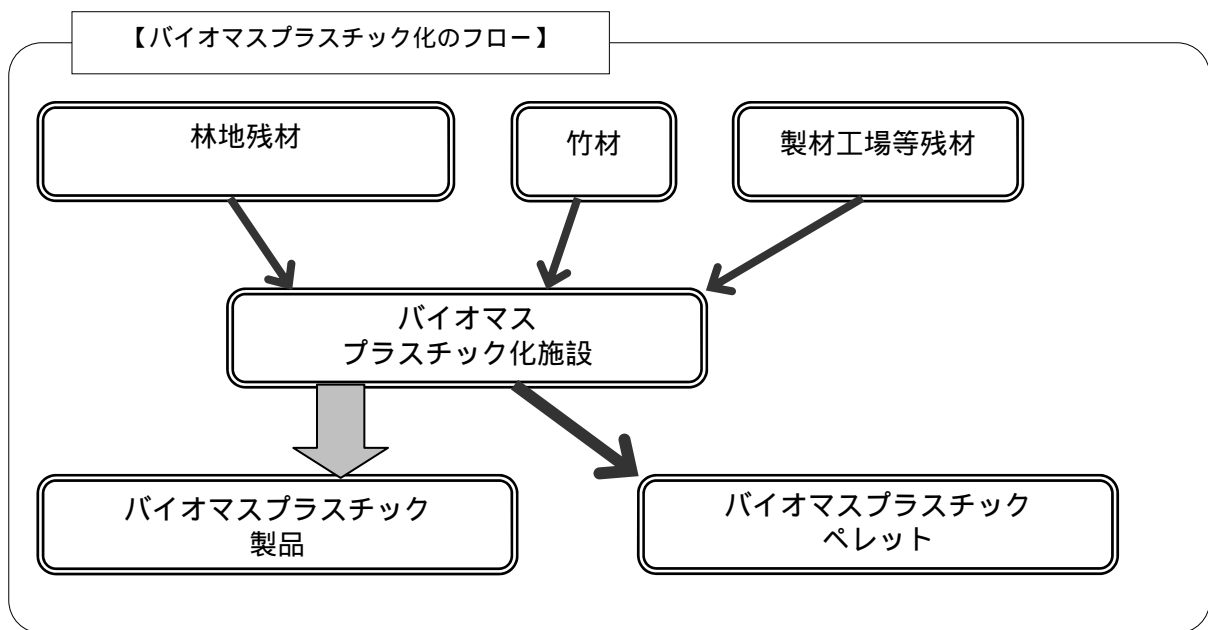 【バイオマスプラスチック化のフロー】
林地残材
竹材
製材工場等残材
バイオマス
プラスチック化施設
バイオマスプラスチック
製品
バイオマスプラスチック
ペレット